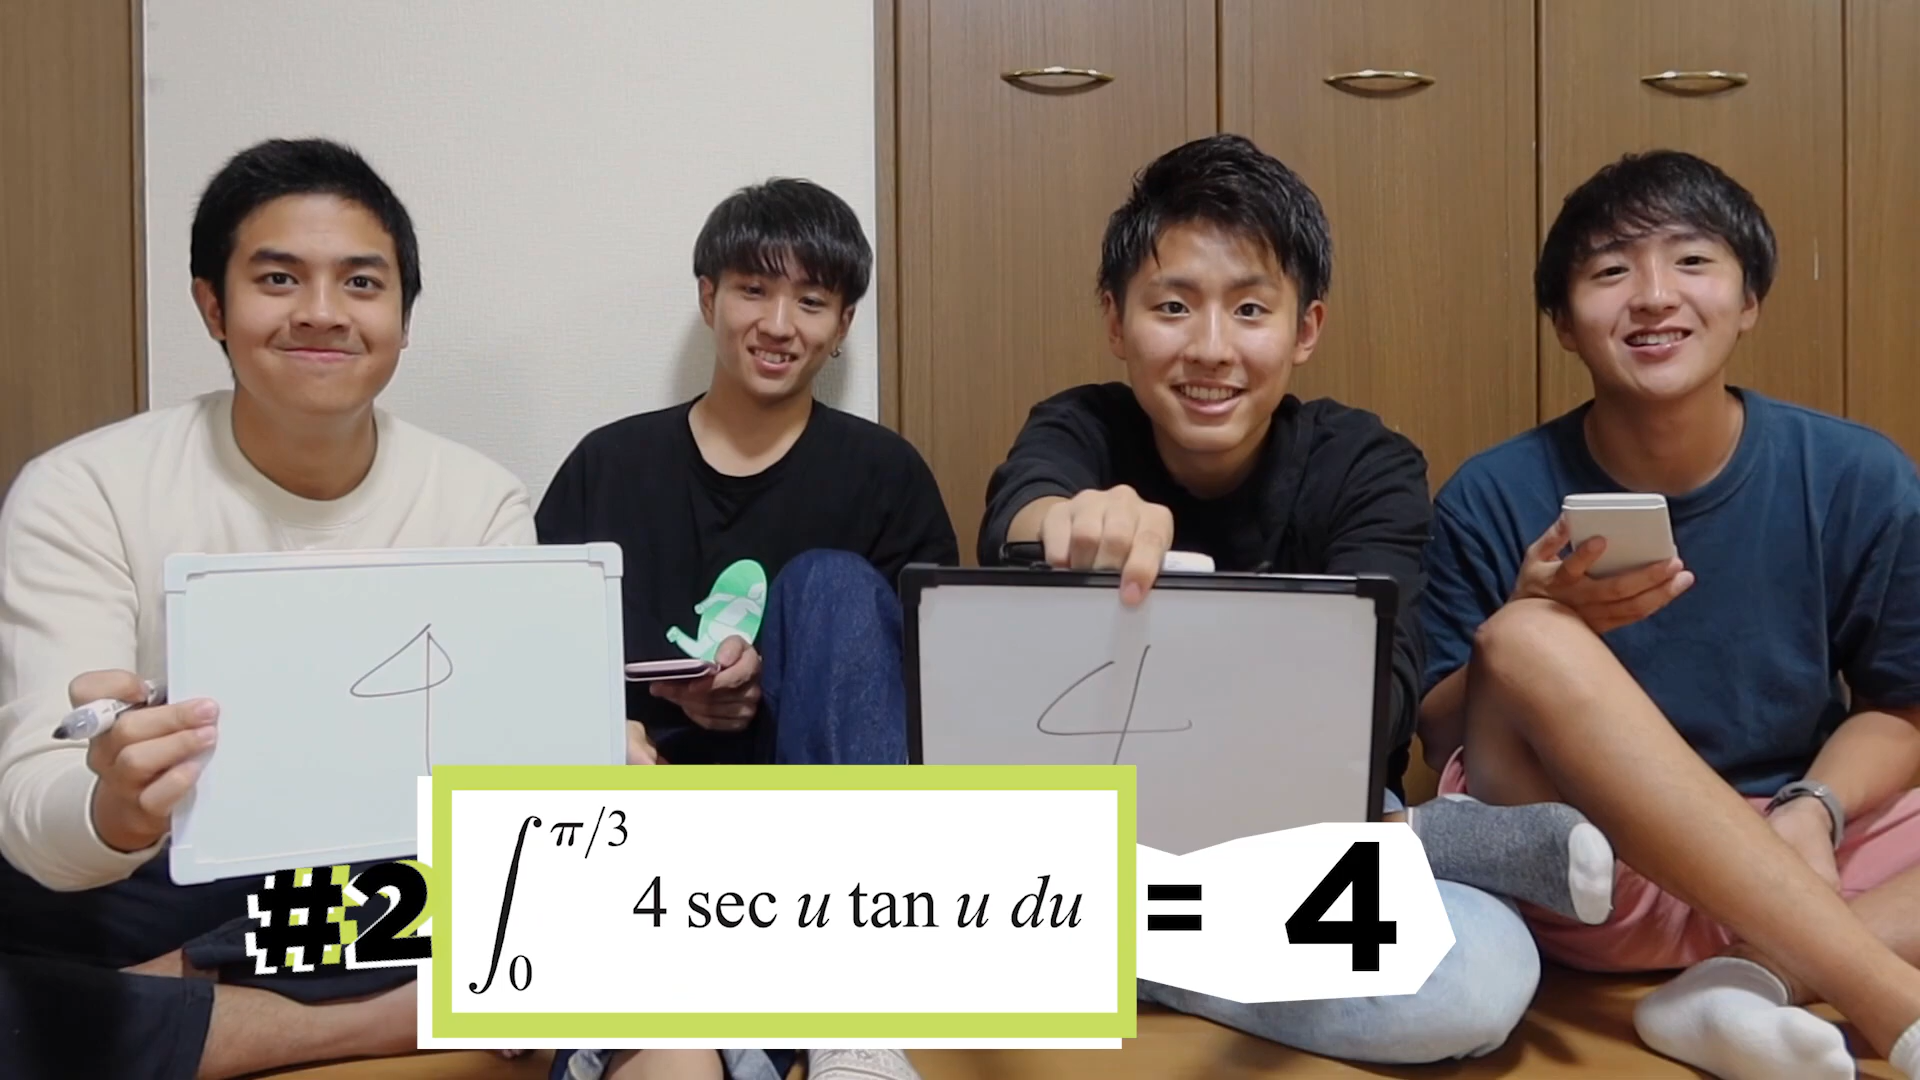 4
4
#2 ∫₀^{π/3} 4 sec u tan u du = 4